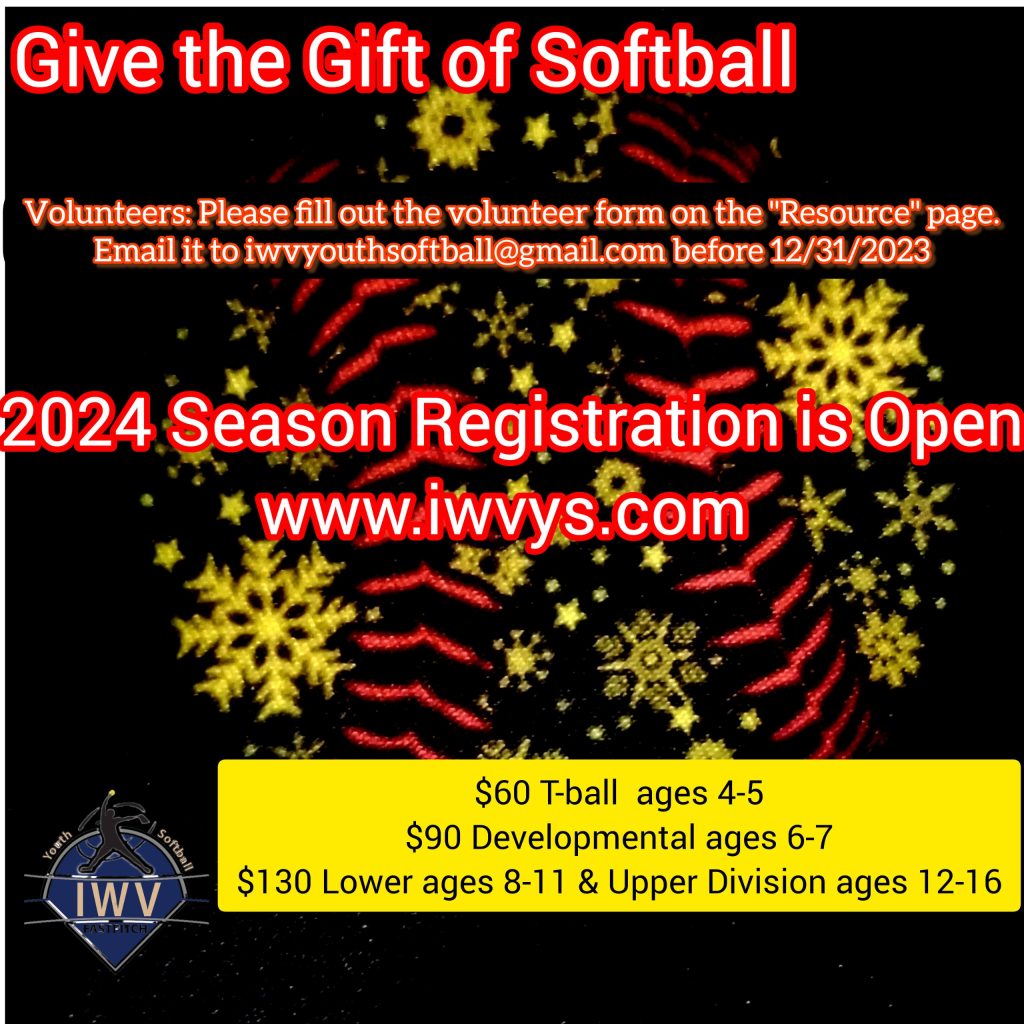 Give the Gift of Softball
Volunteers: Please fill out the volunteer form on the "Resource" page.
Email it to iwvyouthsoftball@gmail.com before 12/31/2023
2024 Season Registration is Open
www.iwvys.com
$60 T-ball ages 4-5
$90 Developmental ages 6-7
$130 Lower ages 8-11 & Upper Division ages 12-16
Youth Softball
IWV
FASTPITCH